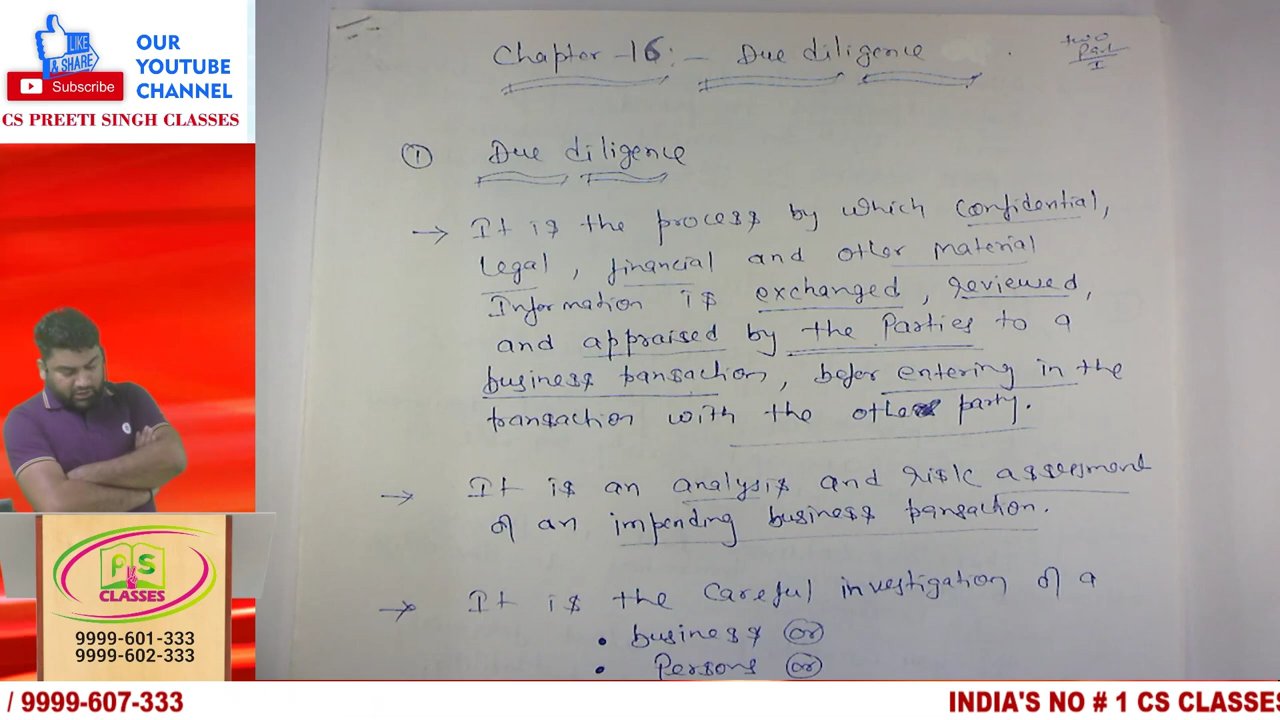 LIKE
& SHARE
Subscribe
OUR
YOUTUBE
CHANNEL
CS PREETI SINGH CLASSES
Chapter -16:- Due diligence
two
Part
I
① Due diligence
→ It is the process by which confidential,
legal, financial and other material
Information is exchanged, reviewed,
and appraised by the Parties to a
business transaction, befor entering in the
transaction with the other party.
→ It is an analysis and risk assessment
of an impending business transaction.
→ It is the careful investigation of a
• business or
• Persons or
PS
CLASSES
9999-601-333
9999-602-333
/ 9999-607-333
INDIA'S NO # 1 CS CLASSES